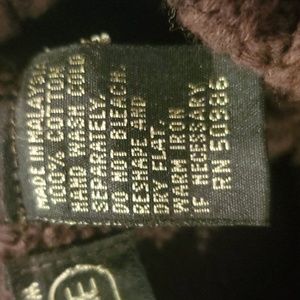 MADE IN MALAYSIA
100% COTTON
HAND WASH COLD
SEPARATELY
DO NOT BLEACH.
RESHAPE AND
DRY FLAT.
WARM IRON
IF NECESSARY
RN 50986